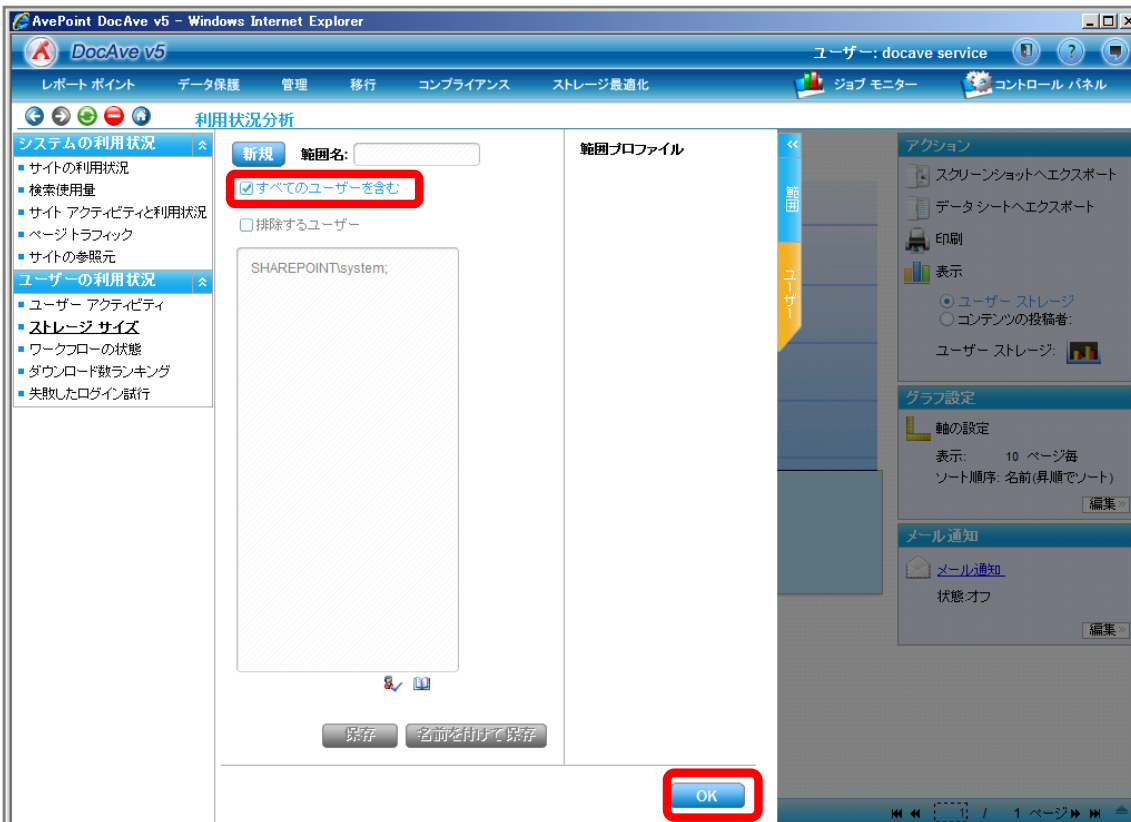 AvePoint DocAve v5 - Windows Internet Explorer
DocAve v5
ユーザー: docave service
レポート ポイント データ保護 管理 移行 コンプライアンス ストレージ最適化 ジョブ モニター コントロール パネル
利用状況分析
システムの利用状況
サイトの利用状況
検索使用量
サイト アクティビティと利用状況
ページトラフィック
サイトの参照元
ユーザーの利用状況
ユーザー アクティビティ
ストレージ サイズ
ワークフローの状態
ダウンロード数ランキング
失敗したログイン試行
新規 範囲名:
すべてのユーザーを含む
排除するユーザー
SHAREPOINT\system;
保存 名前を付けて保存
OK
範囲プロファイル
範囲
ユーザー
アクション
スクリーンショットへエクスポート
データシートへエクスポート
印刷
表示
ユーザー ストレージ
コンテンツの投稿者:
ユーザー ストレージ:
グラフ設定
軸の設定
表示: 10 ページ毎
ソート順序: 名前(昇順でソート)
編集
メール通知
メール通知
状態:オフ
編集
1 / 1 ページ